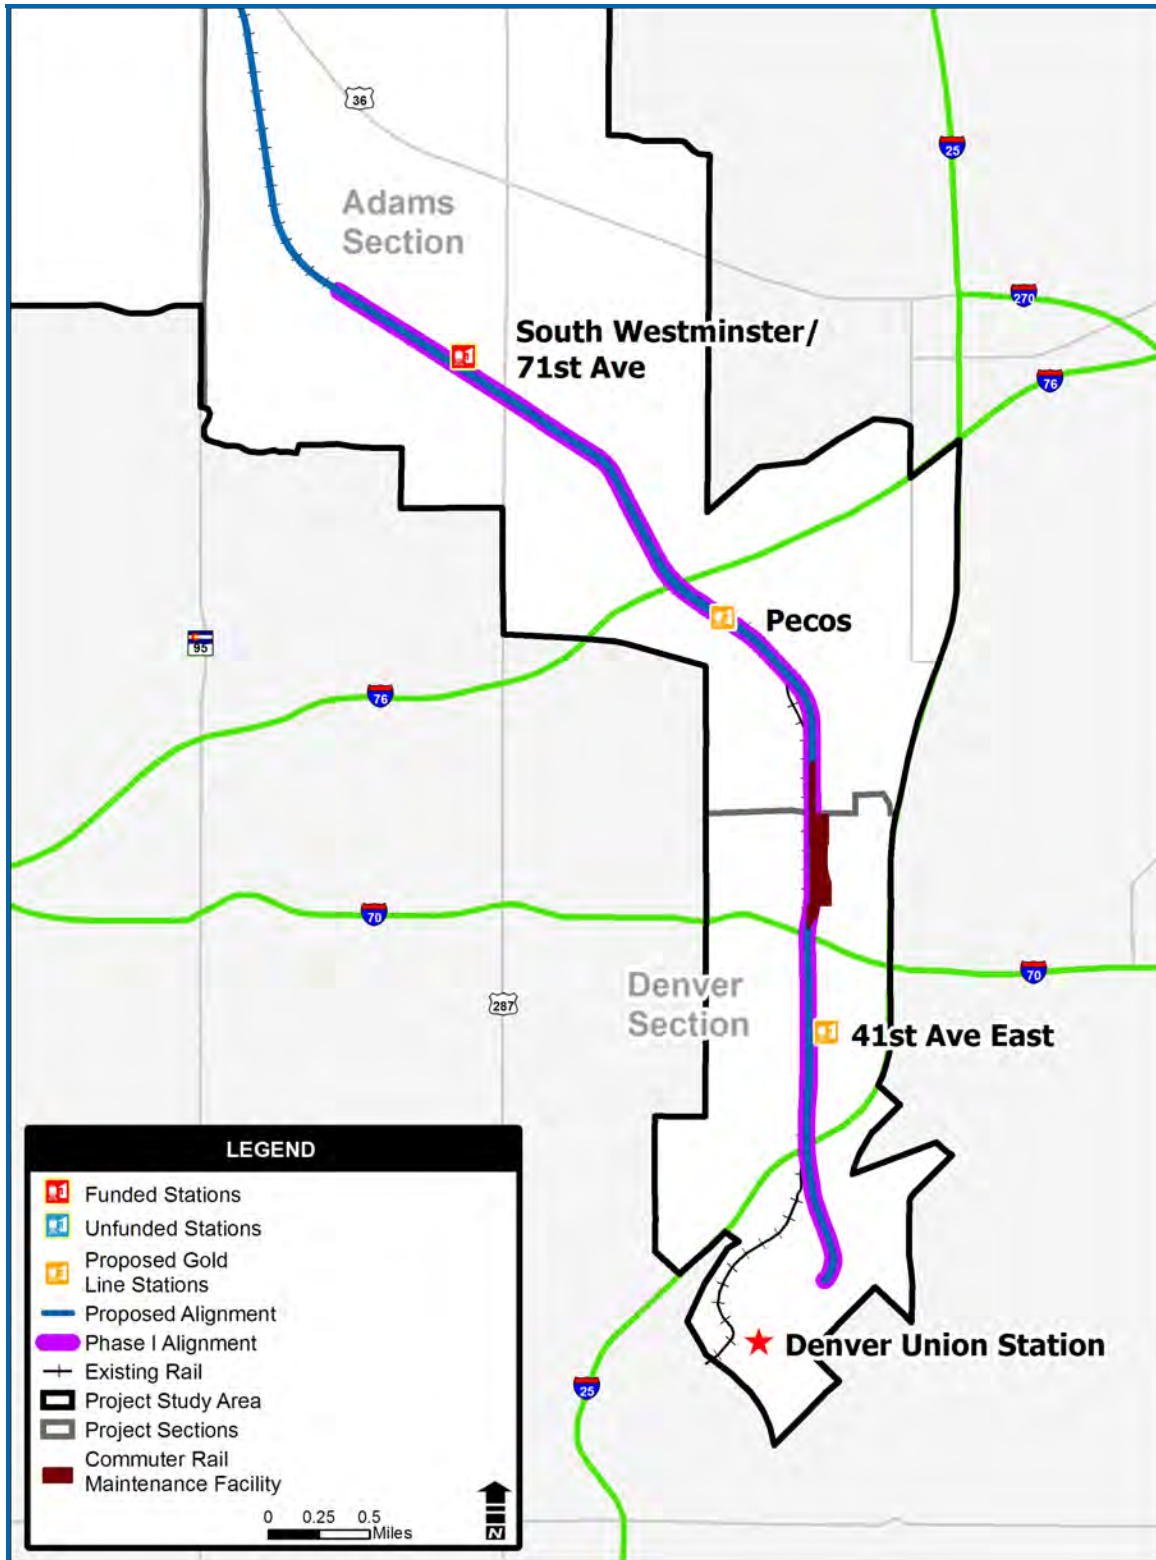 36
25
Adams
Section
270
South Westminster/
71st Ave
76
Pecos
95
76
70
70
Denver
Section
287
41st Ave East
LEGEND
Funded Stations
Unfunded Stations
Proposed Gold
Line Stations
Proposed Alignment
Phase I Alignment
Existing Rail
Project Study Area
Project Sections
Commuter Rail
Maintenance Facility
0 0.25 0.5
Miles
N
Denver Union Station
25